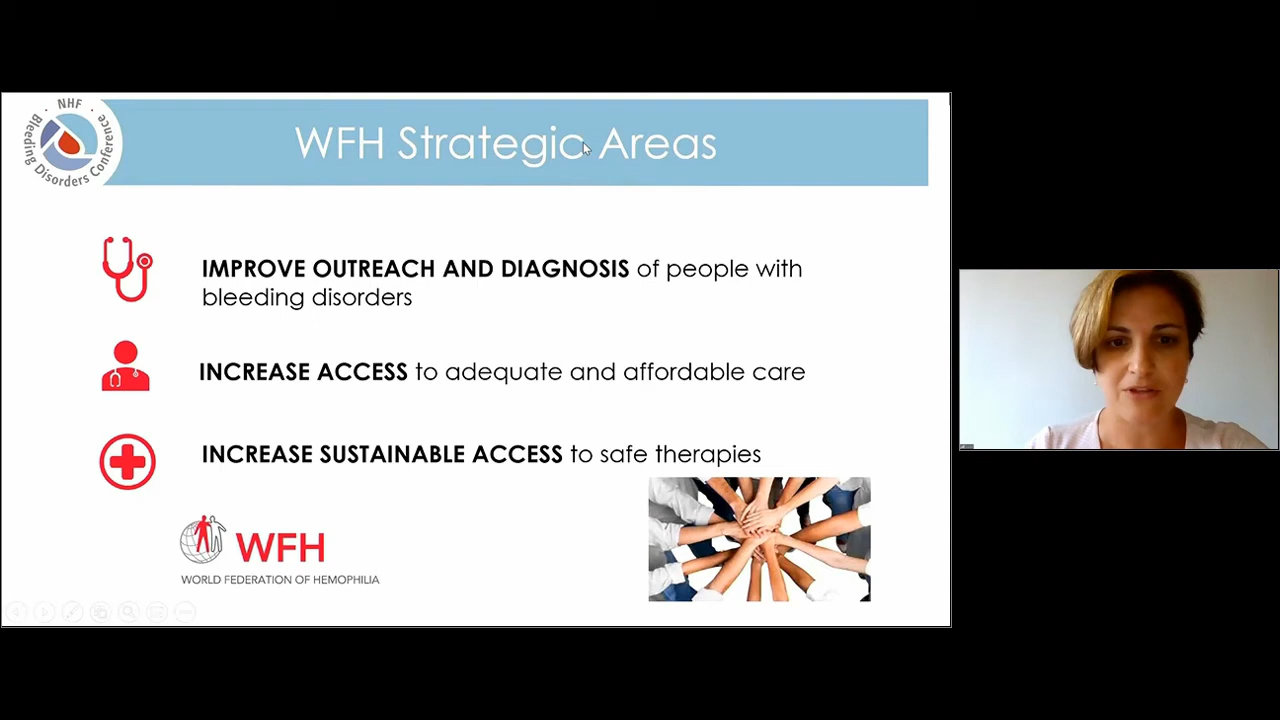 NHF
Bleeding Disorders Conference
WFH Strategic Areas
IMPROVE OUTREACH AND DIAGNOSIS of people with
bleeding disorders
INCREASE ACCESS to adequate and affordable care
INCREASE SUSTAINABLE ACCESS to safe therapies
WFH
WORLD FEDERATION OF HEMOPHILIA